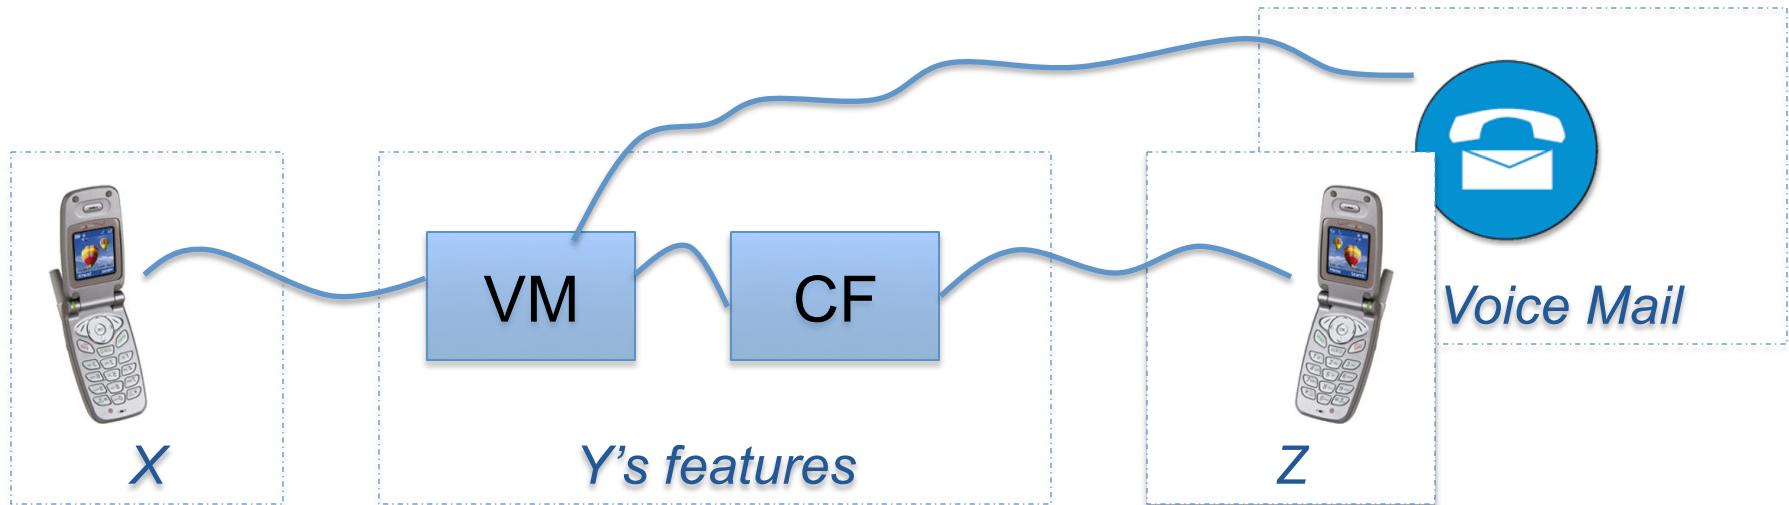 VM
CF
Voice Mail
X
Y’s features
Z